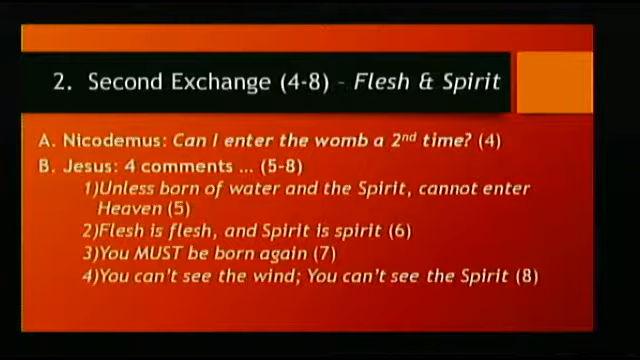 2. Second Exchange (4-8) – Flesh & Spirit
A. Nicodemus: Can I enter the womb a 2nd time? (4)
B. Jesus: 4 comments ... (5-8)
1)Unless born of water and the Spirit, cannot enter
Heaven (5)
2)Flesh is flesh, and Spirit is spirit (6)
3)You MUST be born again (7)
4)You can't see the wind; You can't see the Spirit (8)